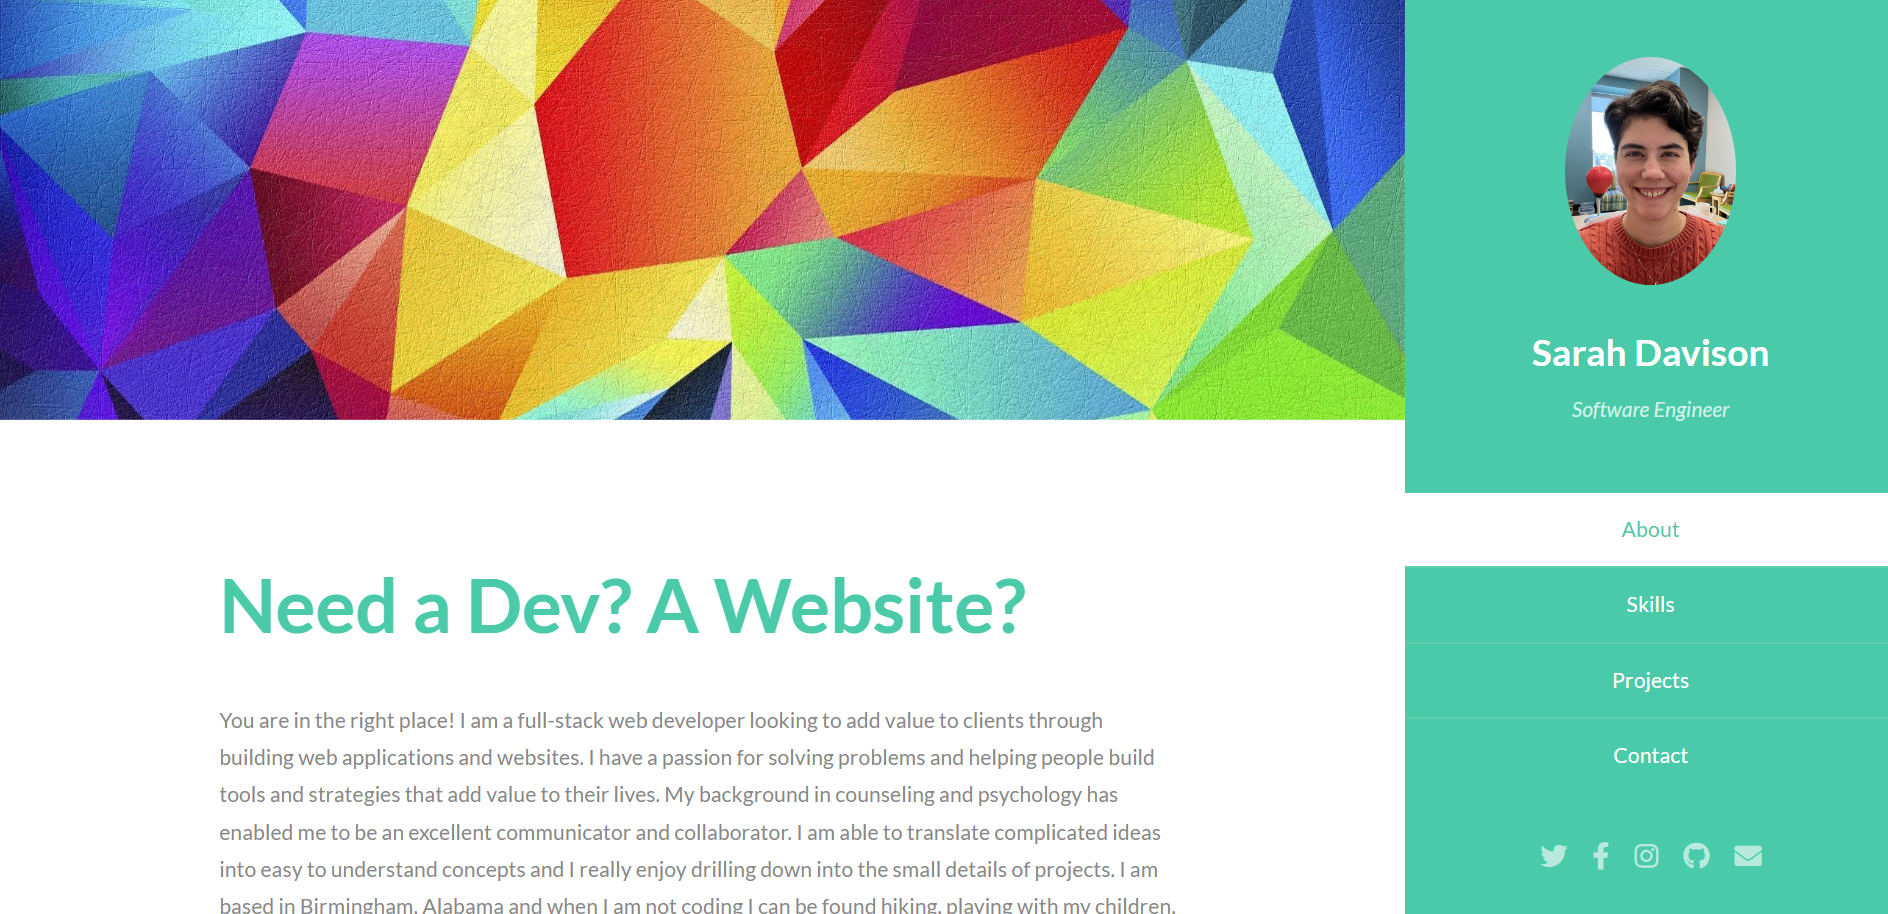 Sarah Davison
Software Engineer
About
Skills
Projects
Contact
Need a Dev? A Website?
You are in the right place! I am a full-stack web developer looking to add value to clients through
building web applications and websites. I have a passion for solving problems and helping people build
tools and strategies that add value to their lives. My background in counseling and psychology has
enabled me to be an excellent communicator and collaborator. I am able to translate complicated ideas
into easy to understand concepts and I really enjoy drilling down into the small details of projects. I am
based in Birmingham, Alabama and when I am not coding I can be found hiking, playing with my children,